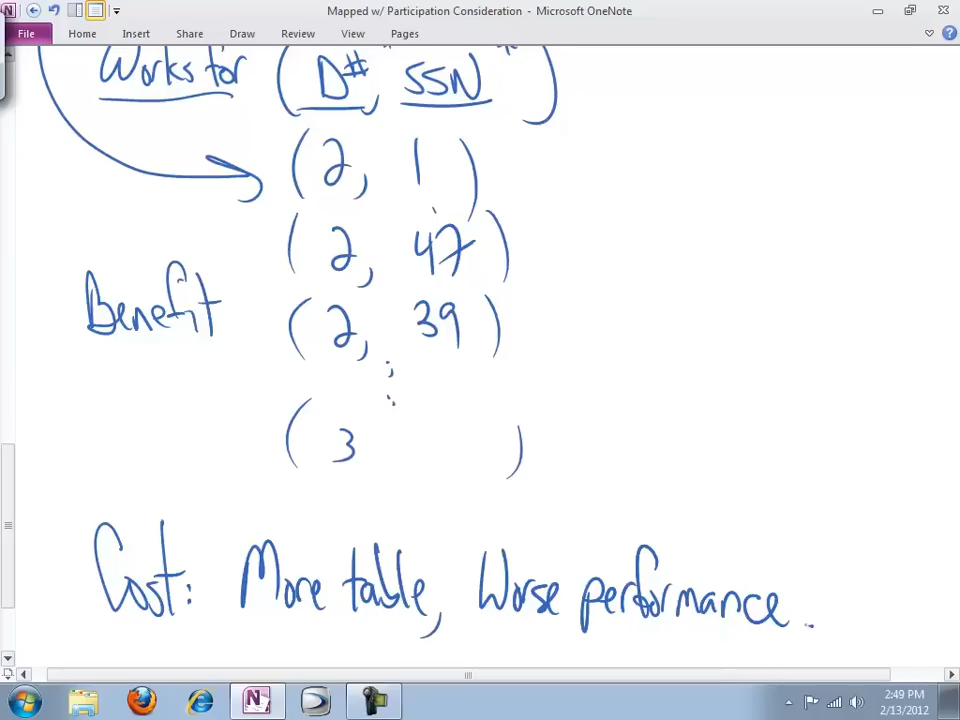 Mapped w/ Participation Consideration - Microsoft OneNote
File Home Insert Share Draw Review View Pages
Works for ( D#*, SSN* )
( 2, 1 )
( 2, 47 )
Benefit ( 2, 39 )
( 3 )
Cost: More table, Worse performance.
2:49 PM
2/13/2012